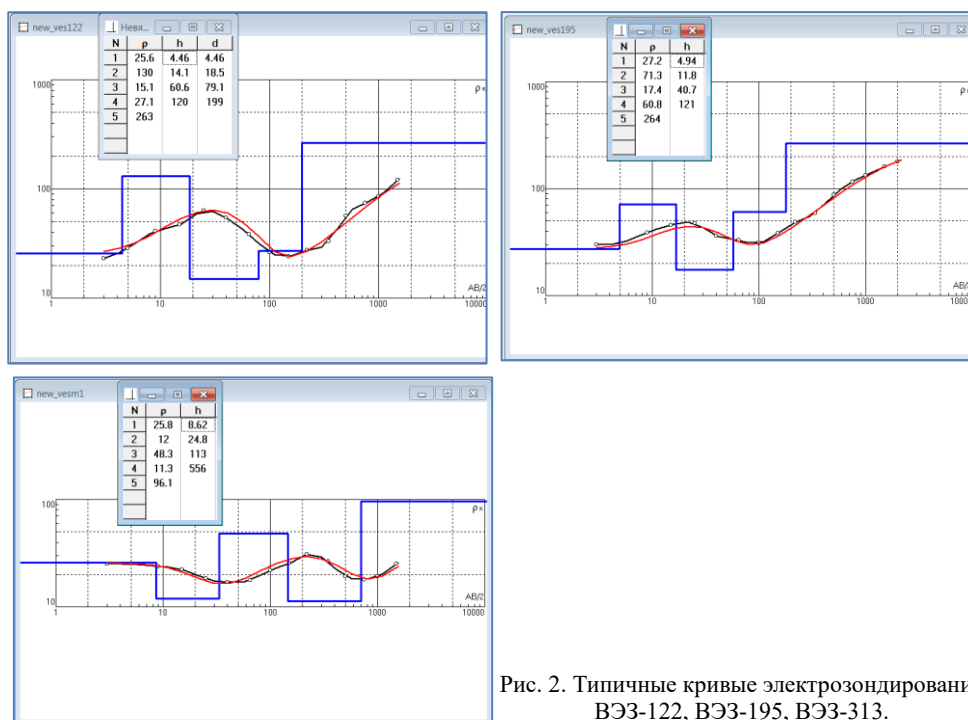 new_ves122
Невя...
N ρ h d
1 25.6 4.46 4.46
2 130 14.1 18.5
3 15.1 60.6 79.1
4 27.1 120 199
5 263
1000
ρ к
100
10
1 10 100 1000
AB/2
new_ves195
N ρ h
1 27.2 4.94
2 71.3 11.8
3 17.4 40.7
4 60.8 121
5 264
1000
100
10
1 10 100 1000
AB/
new_vesm1
N ρ h
1 25.8 8.62
2 12 24.8
3 48.3 113
4 11.3 556
5 96.1
100
ρ к
10
1 10 100 1000 10000
AB/2
Рис. 2. Типичные кривые электрозондировани
ВЭЗ-122, ВЭЗ-195, ВЭЗ-313.